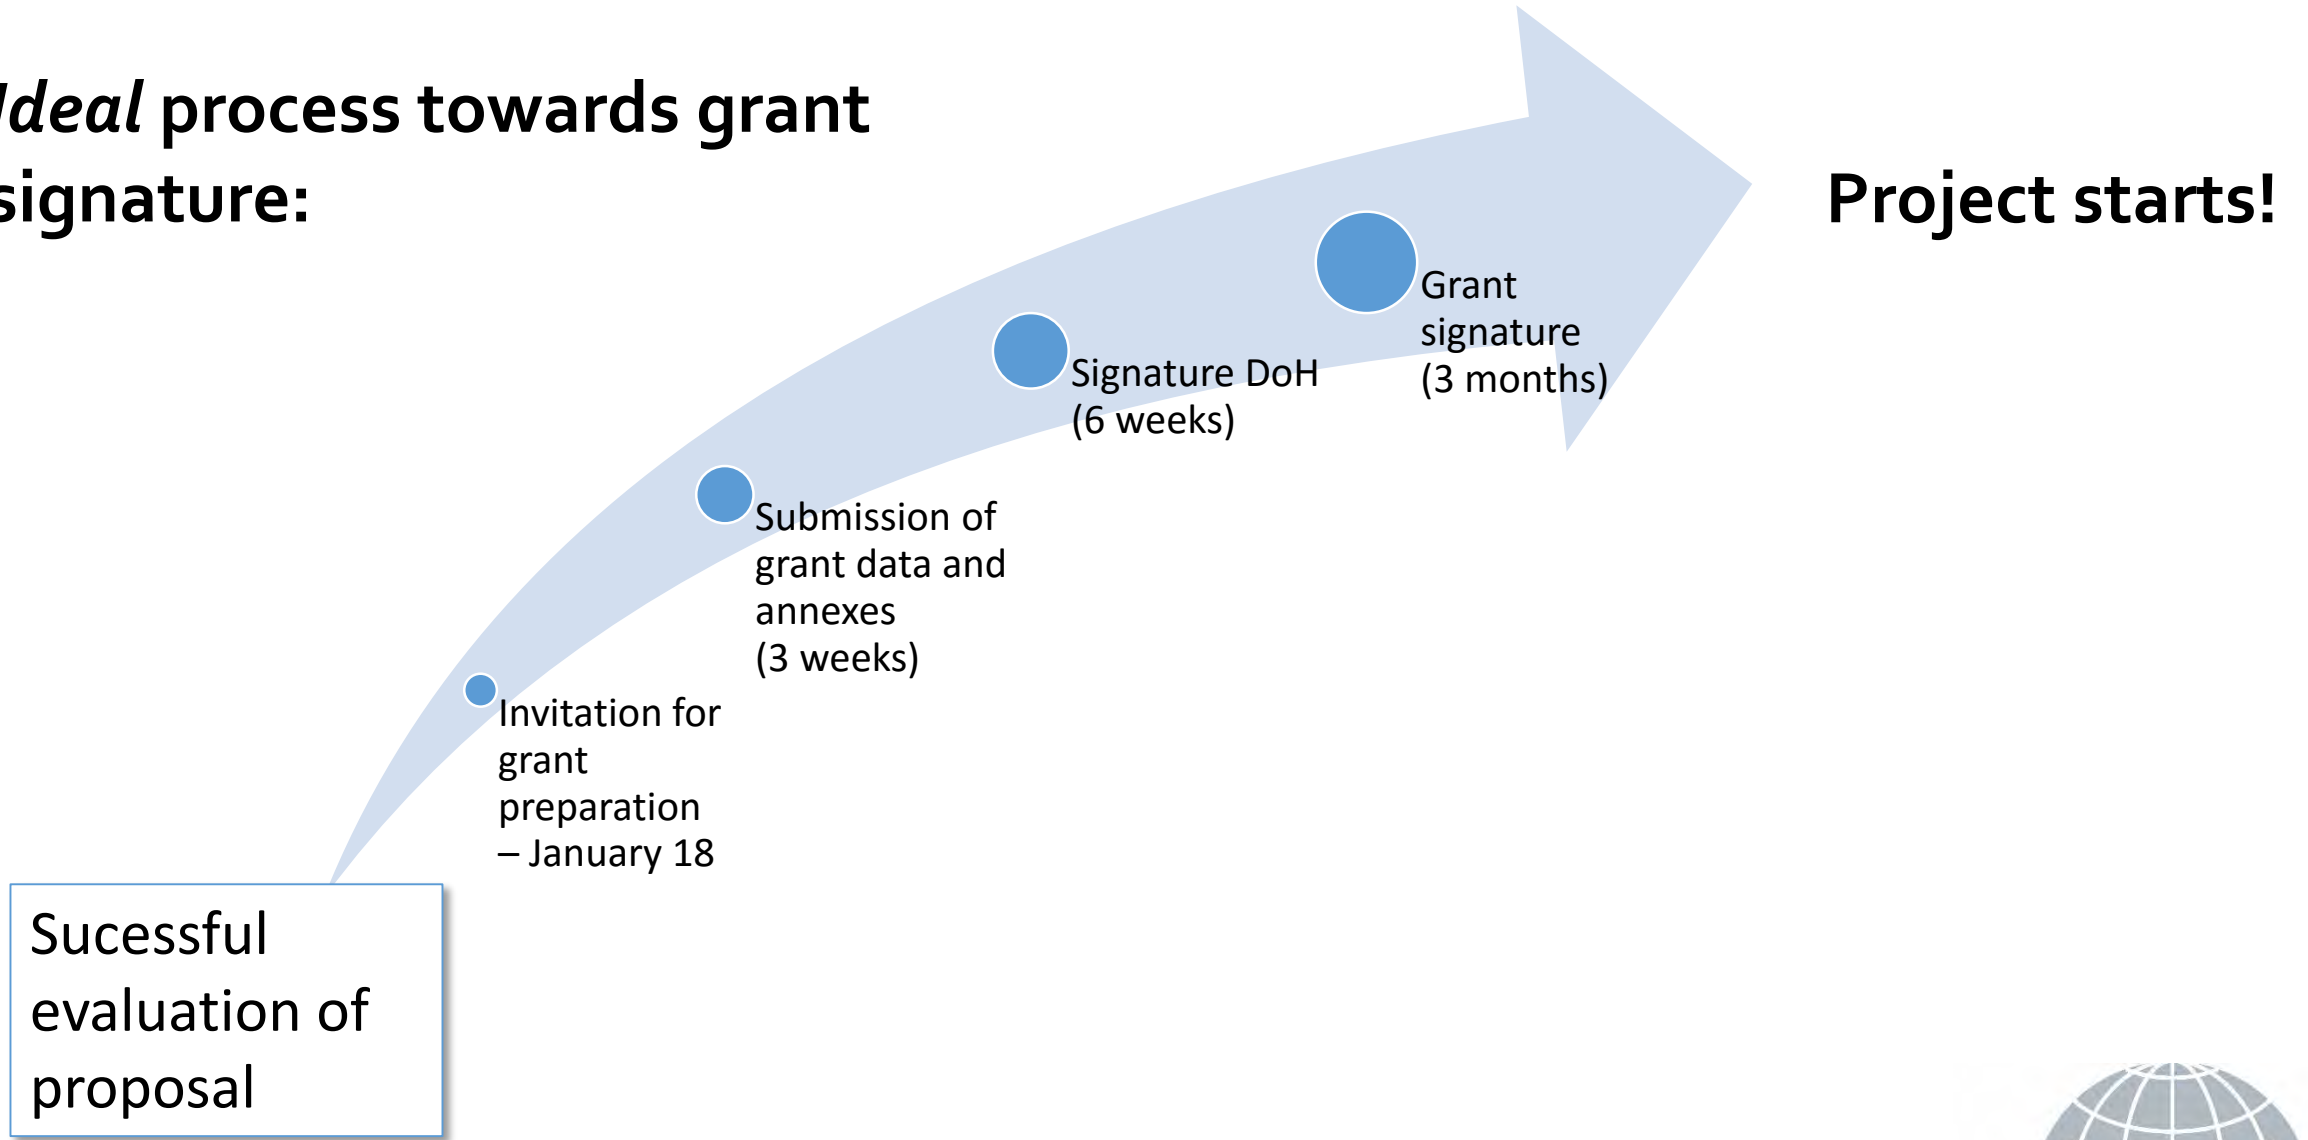 Ideal process towards grant
signature:
Project starts!
Grant
signature
(3 months)
Signature DoH
(6 weeks)
Submission of
grant data and
annexes
(3 weeks)
Invitation for
grant
preparation
– January 18
Sucessful
evaluation of
proposal